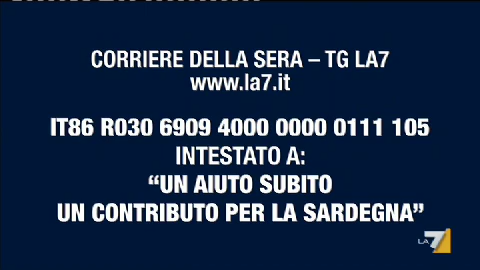 CORRIERE DELLA SERA – TG LA7
www.la7.it
IT86 R030 6909 4000 0000 0111 105
INTESTATO A:
“UN AIUTO SUBITO
UN CONTRIBUTO PER LA SARDEGNA”
LA7